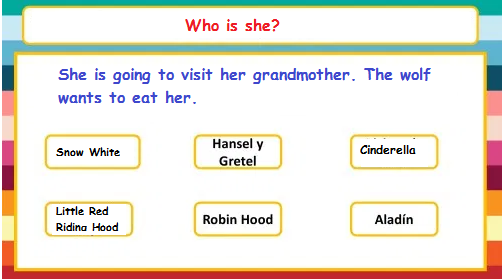 Who is she?
She is going to visit her grandmother. The wolf
wants to eat her.
Snow White
Hansel y
Gretel
Cinderella
Little Red
Riding Hood
Robin Hood
Aladín